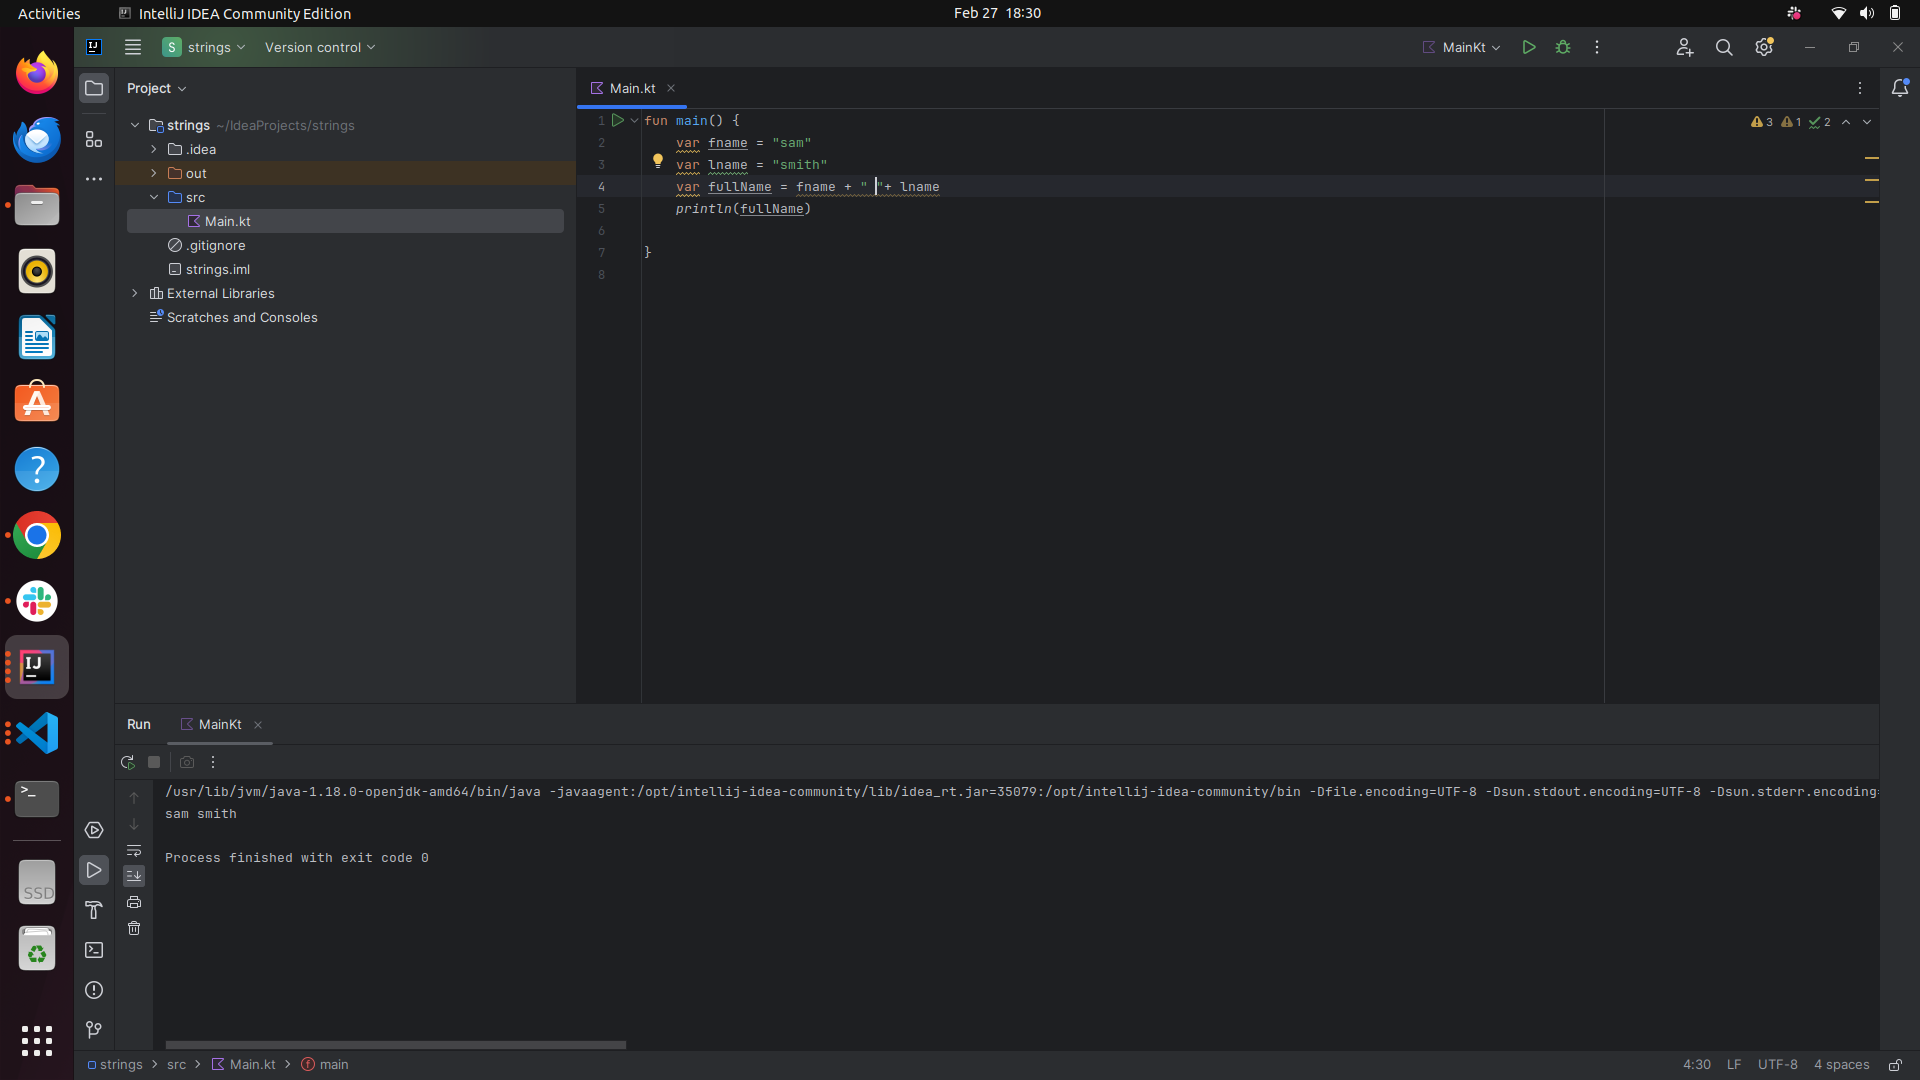 Activities
IntelliJ IDEA Community Edition
Feb 27 18:30
S strings
Version control
MainKt
Project
Main.kt
strings ~/IdeaProjects/strings
.idea
out
src
Main.kt
.gitignore
strings.iml
External Libraries
Scratches and Consoles
3 1 2
1 fun main() {
2 var fname = "sam"
3 var lname = "smith"
4 var fullName = fname + " "+ lname
5 println(fullName)
6
7 }
8
Run
MainKt
/usr/lib/jvm/java-1.18.0-openjdk-amd64/bin/java -javaagent:/opt/intellij-idea-community/lib/idea_rt.jar=35079:/opt/intellij-idea-community/bin -Dfile.encoding=UTF-8 -Dsun.stdout.encoding=UTF-8 -Dsun.stderr.encoding=
sam smith
Process finished with exit code 0
SSD
strings > src > Main.kt > main
4:30 LF UTF-8 4 spaces